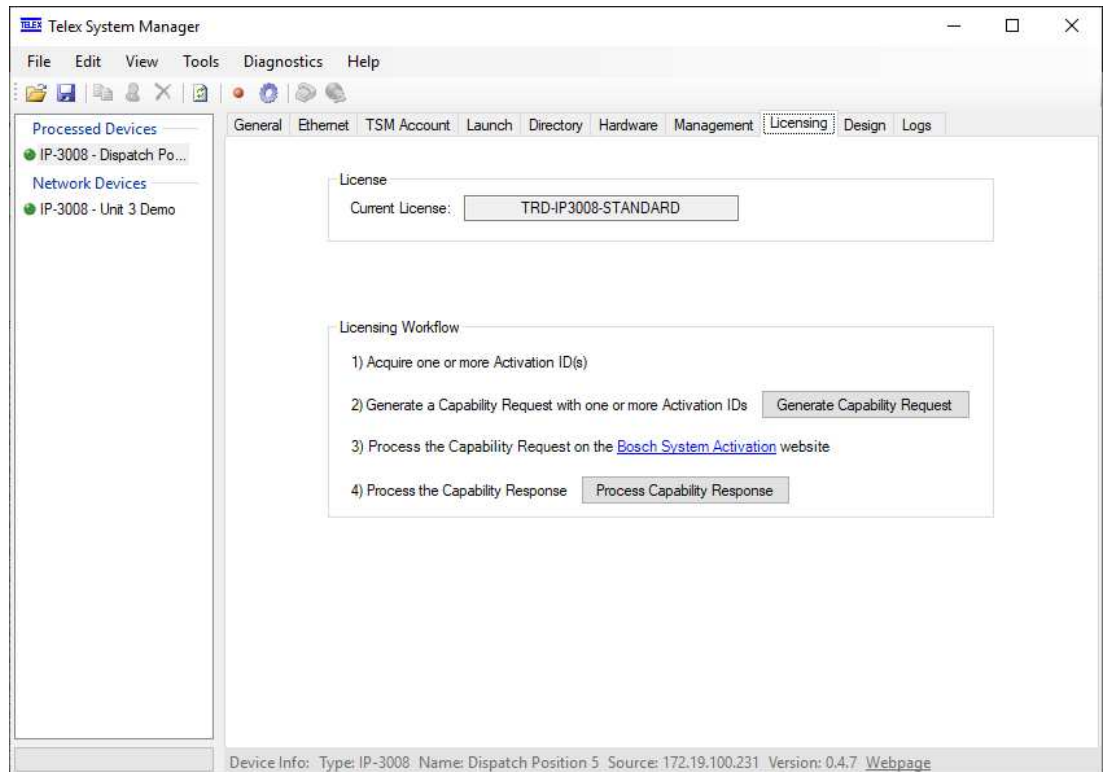 TELEX Telex System Manager
File Edit View Tools Diagnostics Help
Processed Devices
IP-3008 - Dispatch Po...
Network Devices
IP-3008 - Unit 3 Demo
General Ethernet TSM Account Launch Directory Hardware Management Licensing Design Logs
License
Current License: TRD-IP3008-STANDARD
Licensing Workflow
1) Acquire one or more Activation ID(s)
2) Generate a Capability Request with one or more Activation IDs Generate Capability Request
3) Process the Capability Request on the Bosch System Activation website
4) Process the Capability Response Process Capability Response
Device Info: Type: IP-3008 Name: Dispatch Position 5 Source: 172.19.100.231 Version: 0.4.7 Webpage